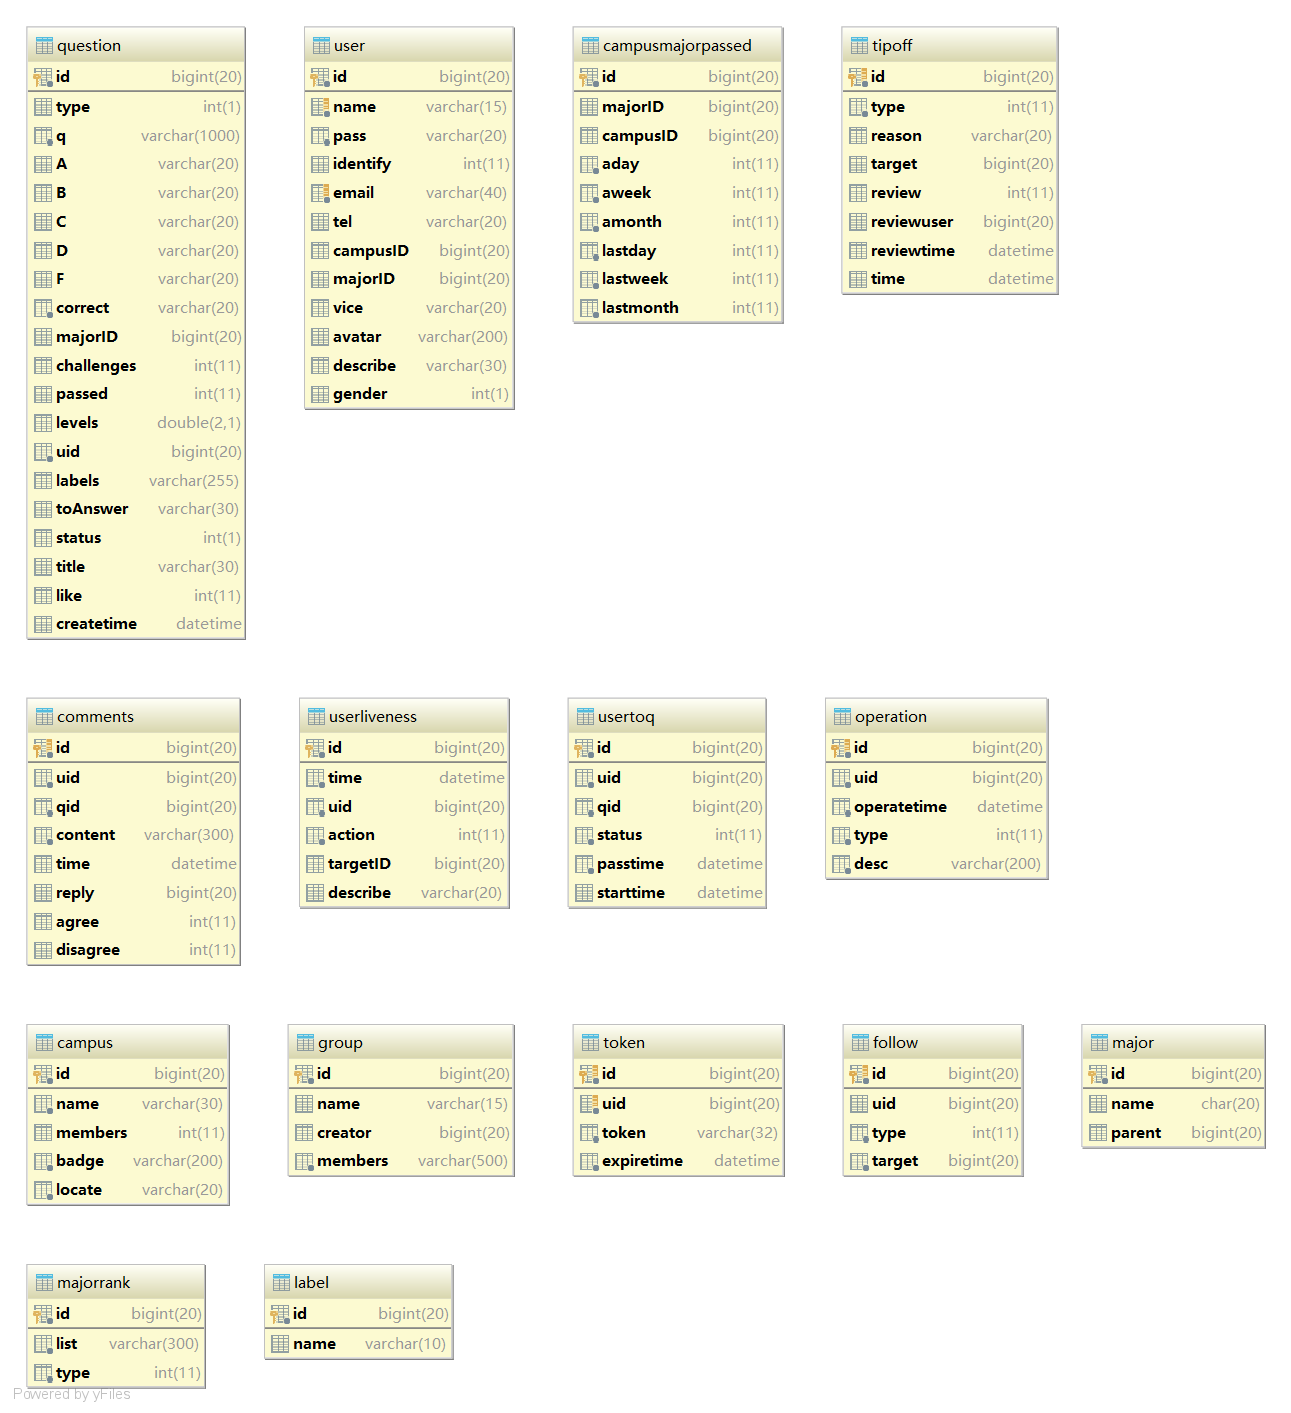 question
id bigint(20)
type int(1)
q varchar(1000)
A varchar(20)
B varchar(20)
C varchar(20)
D varchar(20)
F varchar(20)
correct varchar(20)
majorID bigint(20)
challenges int(11)
passed int(11)
levels double(2,1)
uid bigint(20)
labels varchar(255)
toAnswer varchar(30)
status int(1)
title varchar(30)
like int(11)
createtime datetime
user
id bigint(20)
name varchar(15)
pass varchar(20)
identify int(11)
email varchar(40)
tel varchar(20)
campusID bigint(20)
majorID bigint(20)
vice varchar(20)
avatar varchar(200)
describe varchar(30)
gender int(1)
campusmajorpassed
id bigint(20)
majorID bigint(20)
campusID bigint(20)
aday int(11)
aweek int(11)
amonth int(11)
lastday int(11)
lastweek int(11)
lastmonth int(11)
tipoff
id bigint(20)
type int(11)
reason varchar(20)
target bigint(20)
review int(11)
reviewuser bigint(20)
reviewtime datetime
time datetime
comments
id bigint(20)
uid bigint(20)
qid bigint(20)
content varchar(300)
time datetime
reply bigint(20)
agree int(11)
disagree int(11)
userliveness
id bigint(20)
time datetime
uid bigint(20)
action int(11)
targetID bigint(20)
describe varchar(20)
usertoq
id bigint(20)
uid bigint(20)
qid bigint(20)
status int(11)
passtime datetime
starttime datetime
operation
id bigint(20)
uid bigint(20)
operatetime datetime
type int(11)
desc varchar(200)
campus
id bigint(20)
name varchar(30)
members int(11)
badge varchar(200)
locate varchar(20)
group
id bigint(20)
name varchar(15)
creator bigint(20)
members varchar(500)
token
id bigint(20)
uid bigint(20)
token varchar(32)
expiretime datetime
follow
id bigint(20)
uid bigint(20)
type int(11)
target bigint(20)
major
id bigint(20)
name char(20)
parent bigint(20)
majorrank
id bigint(20)
list varchar(300)
type int(11)
label
id bigint(20)
name varchar(10)
Powered by yFiles